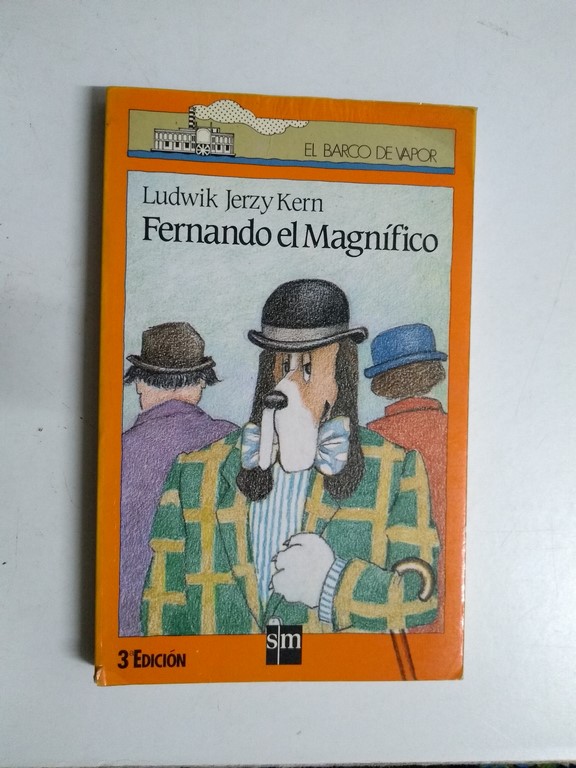 EL BARCO DE VAPOR
Ludwik Jerzy Kern
Fernando el Magnífico
sm
3ª EDICIÓN